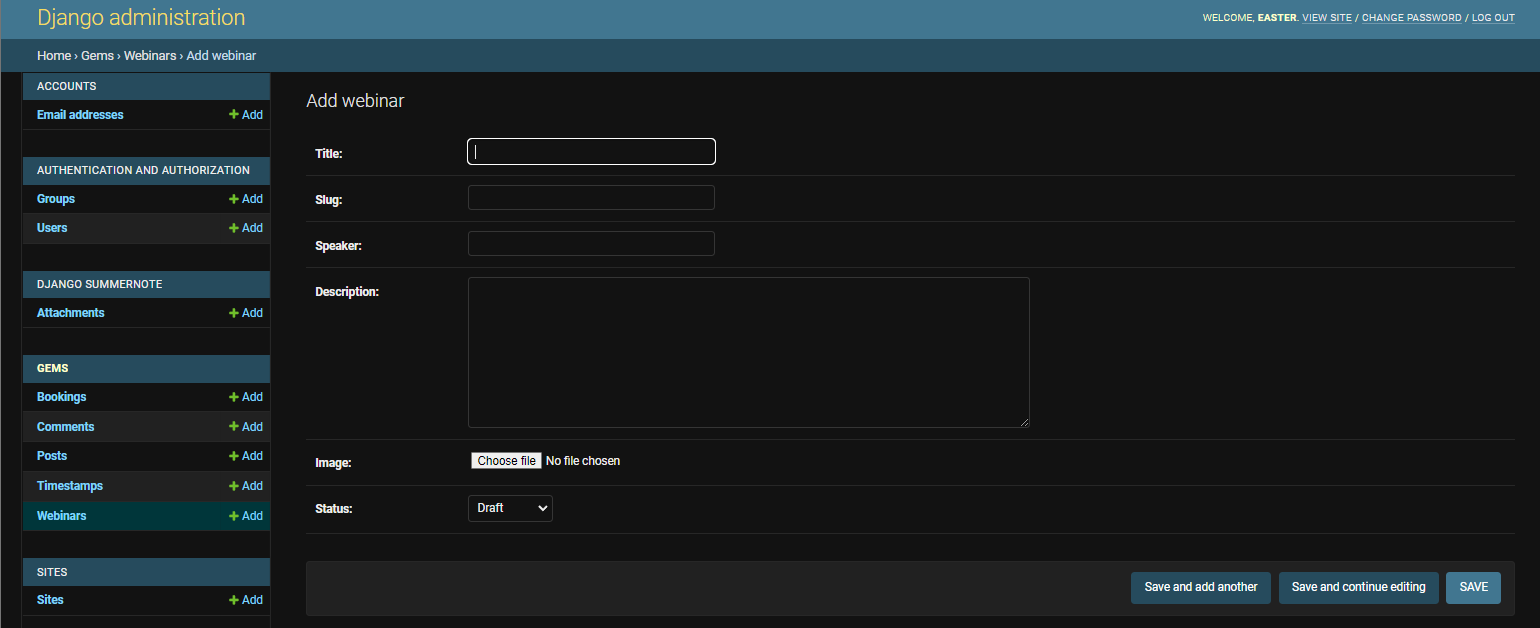 Django administration
WELCOME, EASTER. VIEW SITE / CHANGE PASSWORD / LOG OUT
Home › Gems › Webinars › Add webinar
ACCOUNTS
Email addresses + Add
AUTHENTICATION AND AUTHORIZATION
Groups + Add
Users + Add
DJANGO SUMMERNOTE
Attachments + Add
GEMS
Bookings + Add
Comments + Add
Posts + Add
Timestamps + Add
Webinars + Add
SITES
Sites + Add
Add webinar
Title:
Slug:
Speaker:
Description:
Image: Choose file No file chosen
Status: Draft
Save and add another Save and continue editing SAVE